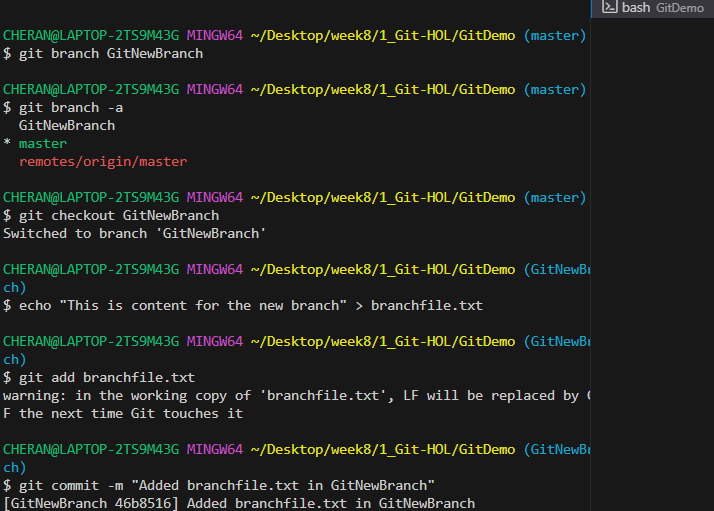 bash GitDemo
CHERAN@LAPTOP-2TS9M43G MINGW64 ~/Desktop/week8/1_Git-HOL/GitDemo (master)
$ git branch GitNewBranch
CHERAN@LAPTOP-2TS9M43G MINGW64 ~/Desktop/week8/1_Git-HOL/GitDemo (master)
$ git branch -a
  GitNewBranch
* master
  remotes/origin/master
CHERAN@LAPTOP-2TS9M43G MINGW64 ~/Desktop/week8/1_Git-HOL/GitDemo (master)
$ git checkout GitNewBranch
Switched to branch 'GitNewBranch'
CHERAN@LAPTOP-2TS9M43G MINGW64 ~/Desktop/week8/1_Git-HOL/GitDemo (GitNewBr
ch)
$ echo "This is content for the new branch" > branchfile.txt
CHERAN@LAPTOP-2TS9M43G MINGW64 ~/Desktop/week8/1_Git-HOL/GitDemo (GitNewBr
ch)
$ git add branchfile.txt
warning: in the working copy of 'branchfile.txt', LF will be replaced by
F the next time Git touches it
CHERAN@LAPTOP-2TS9M43G MINGW64 ~/Desktop/week8/1_Git-HOL/GitDemo (GitNewBr
ch)
$ git commit -m "Added branchfile.txt in GitNewBranch"
[GitNewBranch 46b8516] Added branchfile.txt in GitNewBranch